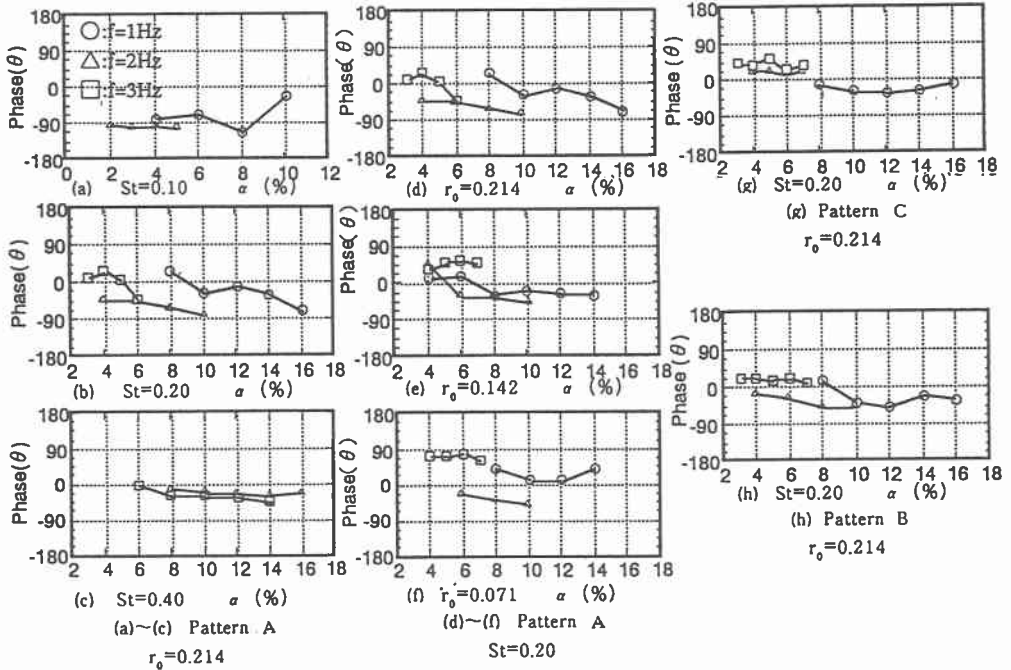 180
90
0
-90
-180
Phase(θ)
○:f=1Hz
△:f=2Hz
□:f=3Hz
0 2 4 6 8 10 12
(a) St=0.10 α (%)
180
90
0
-90
-180
Phase(θ)
2 4 6 8 10 12 14 16 18
(b) St=0.20 α (%)
180
90
0
-90
-180
Phase(θ)
2 4 6 8 10 12 14 16 18
(c) St=0.40 α (%)
(a)~(c) Pattern A
r₀=0.214
180
90
0
-90
-180
Phase(θ)
2 4 6 8 10 12 14 16 18
(d) r₀=0.214 α (%)
180
90
0
-90
-180
Phase(θ)
2 4 6 8 10 12 14 16 18
(e) r₀=0.142 α (%)
180
90
0
-90
-180
Phase(θ)
2 4 6 8 10 12 14 16 18
(f) r₀=0.071 α (%)
(d)~(f) Pattern A
St=0.20
180
90
0
-90
-180
Phase(θ)
2 4 6 8 10 12 14 16 18
(g) St=0.20 α (%)
(g) Pattern C
r₀=0.214
180
90
0
-90
-180
Phase(θ)
2 4 6 8 10 12 14 16 18
(h) St=0.20 α (%)
(h) Pattern B
r₀=0.214